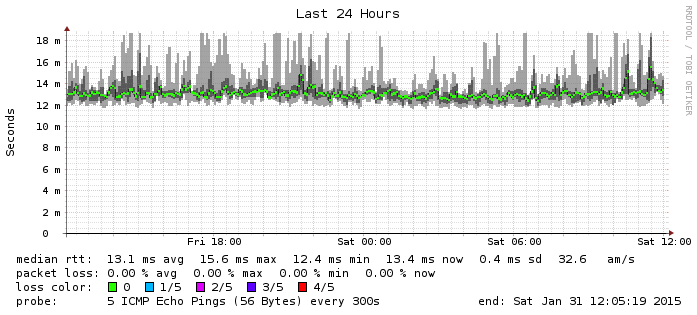 Last 24 Hours
RRDTOOL / TOBI OETIKER
Seconds
18 m
16 m
14 m
12 m
10 m
8 m
6 m
4 m
2 m
0
Fri 18:00 Sat 00:00 Sat 06:00 Sat 12:00
median rtt: 13.1 ms avg 15.6 ms max 12.4 ms min 13.4 ms now 0.4 ms sd 32.6 am/s
packet loss: 0.00 % avg 0.00 % max 0.00 % min 0.00 % now
loss color: 0 1/5 2/5 3/5 4/5
probe: 5 ICMP Echo Pings (56 Bytes) every 300s end: Sat Jan 31 12:05:19 2015